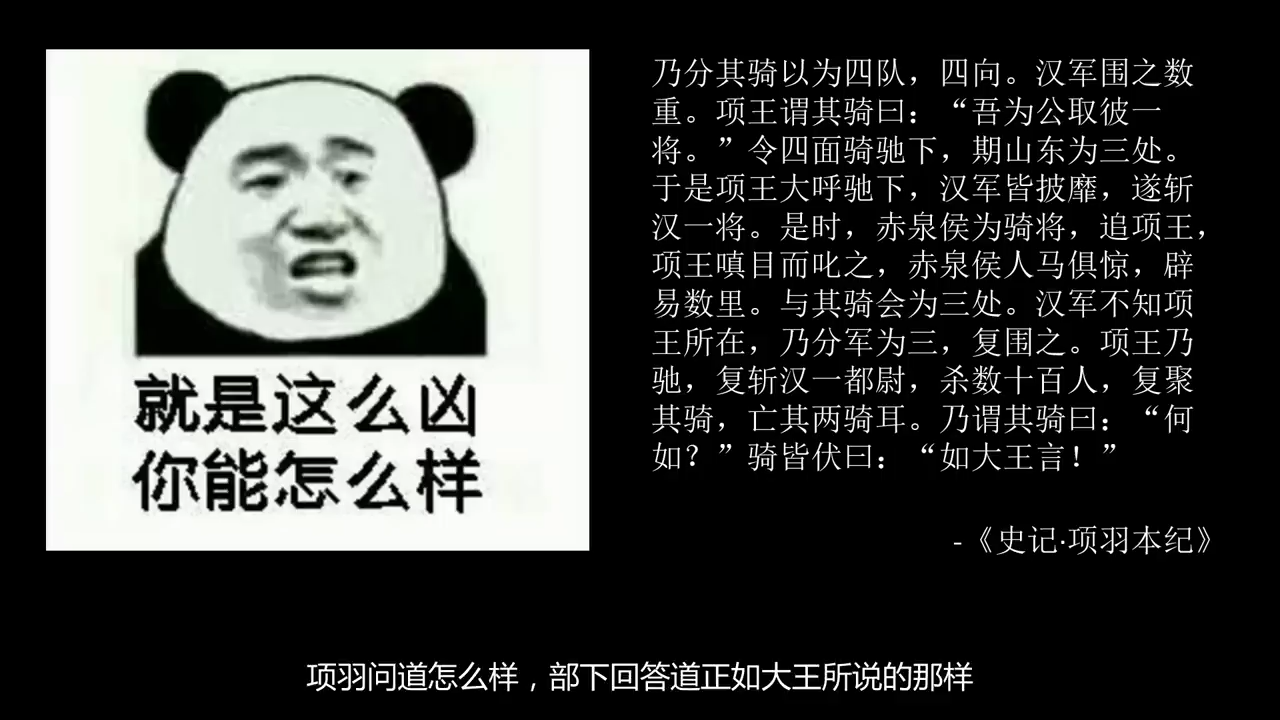 就是这么凶
你能怎么样
乃分其骑以为四队，四向。汉军围之数
重。项王谓其骑曰：“吾为公取彼一
将。”令四面骑驰下，期山东为三处。
于是项王大呼驰下，汉军皆披靡，遂斩
汉一将。是时，赤泉侯为骑将，追项王，
项王嗔目而叱之，赤泉侯人马俱惊，辟
易数里。与其骑会为三处。汉军不知项
王所在，乃分军为三，复围之。项王乃
驰，复斩汉一都尉，杀数十百人，复聚
其骑，亡其两骑耳。乃谓其骑曰：“何
如？”骑皆伏曰：“如大王言！”
-《史记·项羽本纪》
项羽问道怎么样，部下回答道正如大王所说的那样